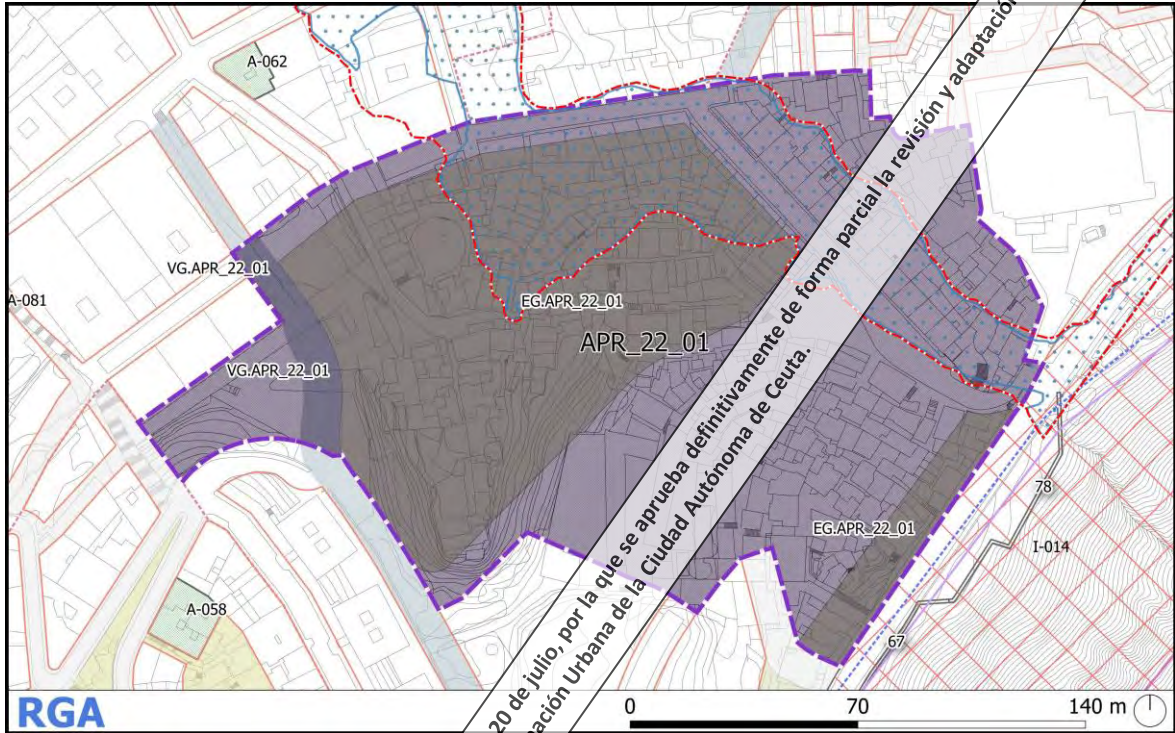 A-062
VG.APR_22_01
A-081
EG.APR_22_01
APR_22_01
VG.APR_22_01
78
EG.APR_22_01
I-014
A-058
67
20 de julio, por la que se aprueba definitivamente de forma parcial la revisión y adaptación
nación Urbana de la Ciudad Autónoma de Ceuta.
RGA
0 70 140 m